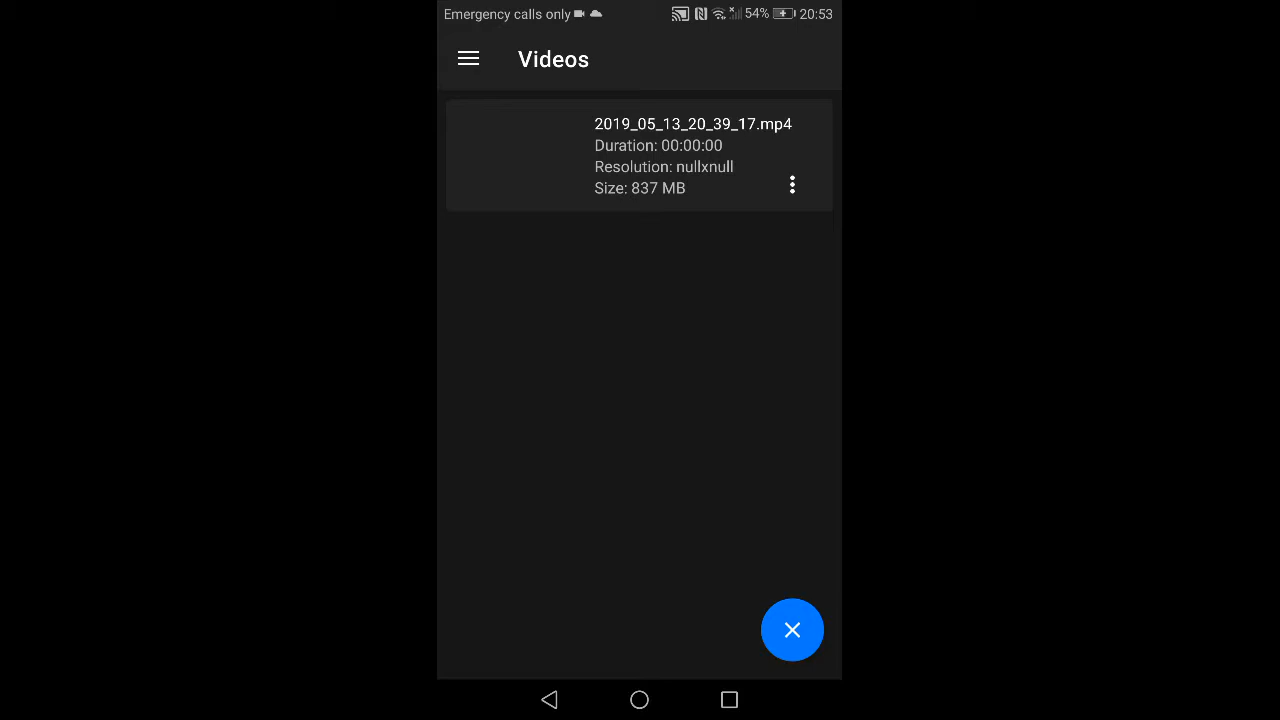 Emergency calls only 54% 20:53
Videos
2019_05_13_20_39_17.mp4
Duration: 00:00:00
Resolution: nullxnull
Size: 837 MB